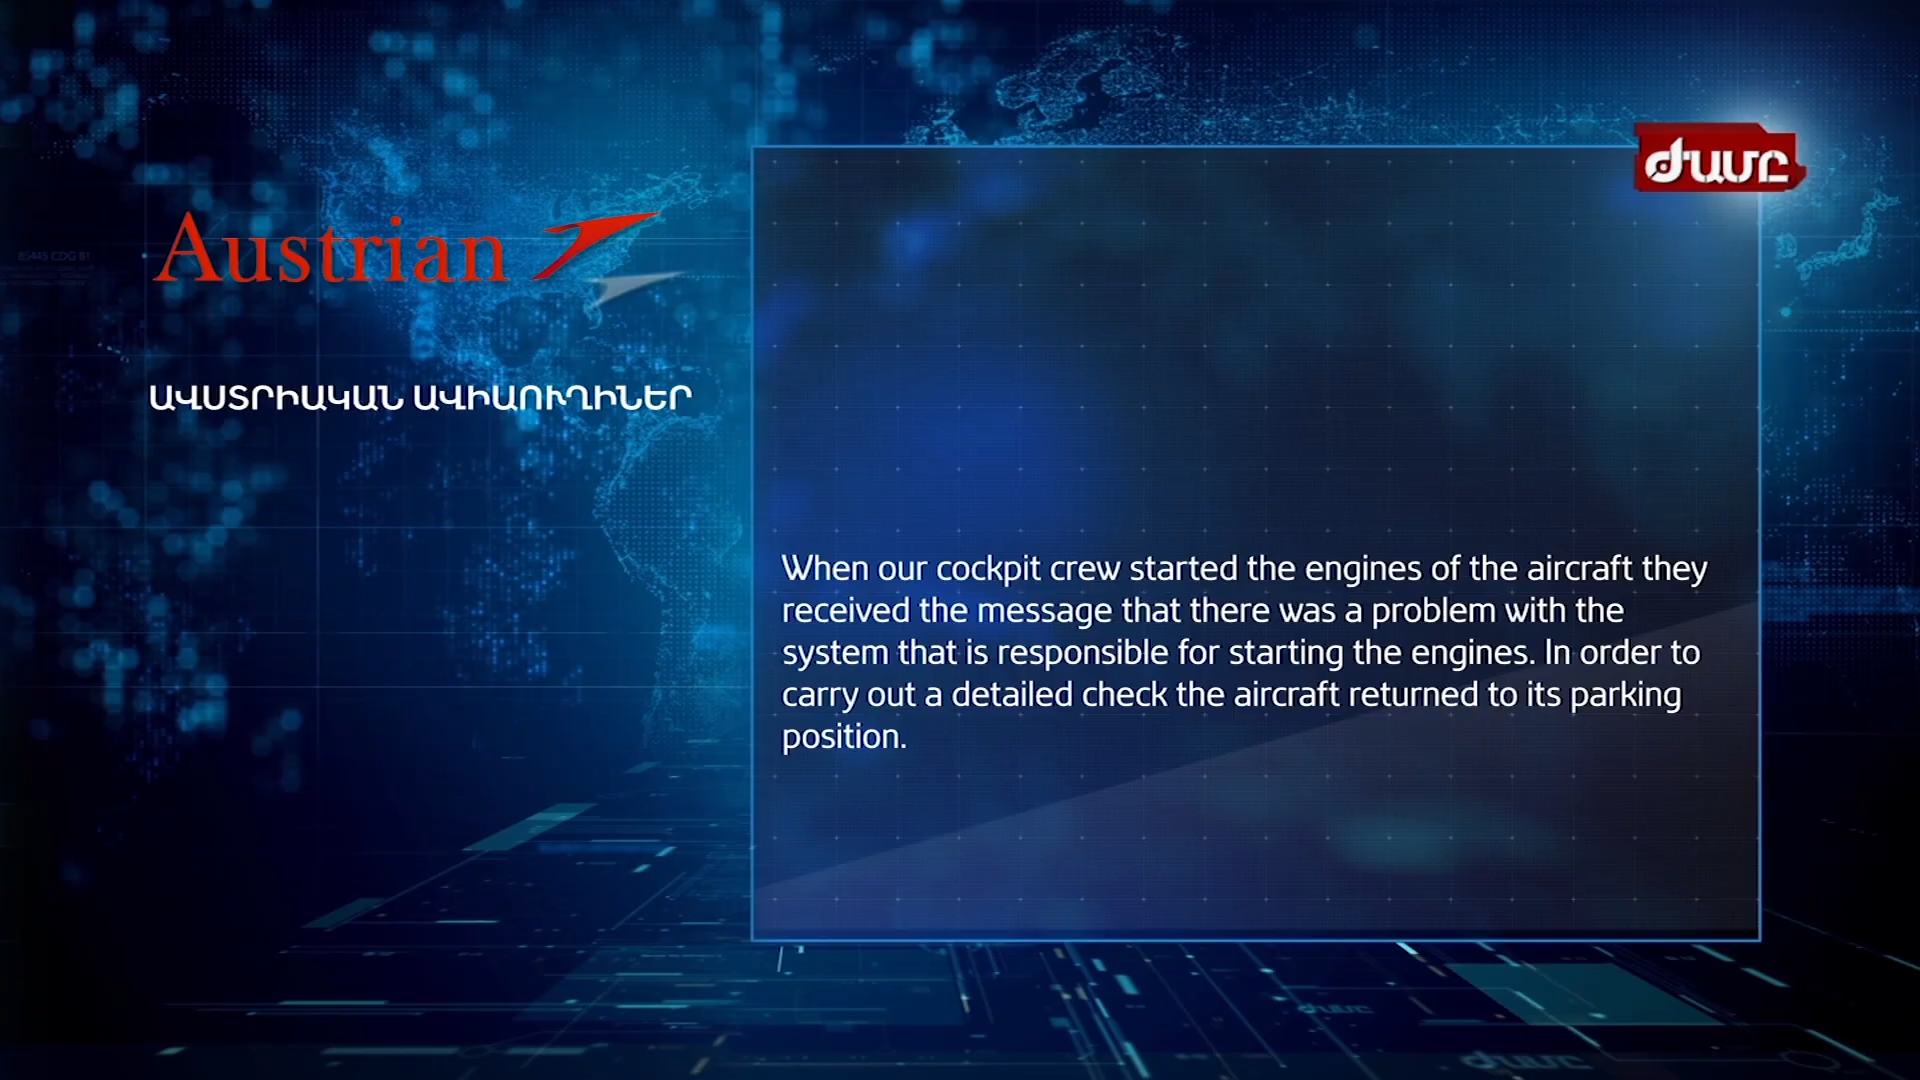 Austrian
ԱՎՍՏՐԻԱԿԱՆ ԱՎԻԱՈՒՂԻՆԵՐ
ԺԱՄԸ
When our cockpit crew started the engines of the aircraft they
received the message that there was a problem with the
system that is responsible for starting the engines. In order to
carry out a detailed check the aircraft returned to its parking
position.